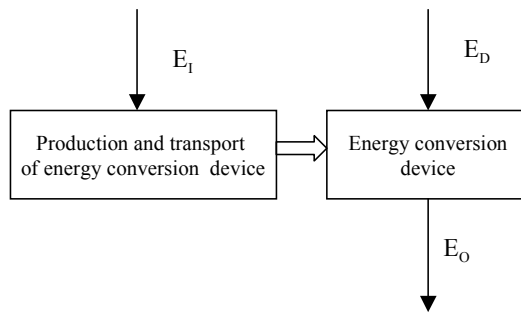 E_I
E_D
Production and transport
of energy conversion device
Energy conversion
device
E_O